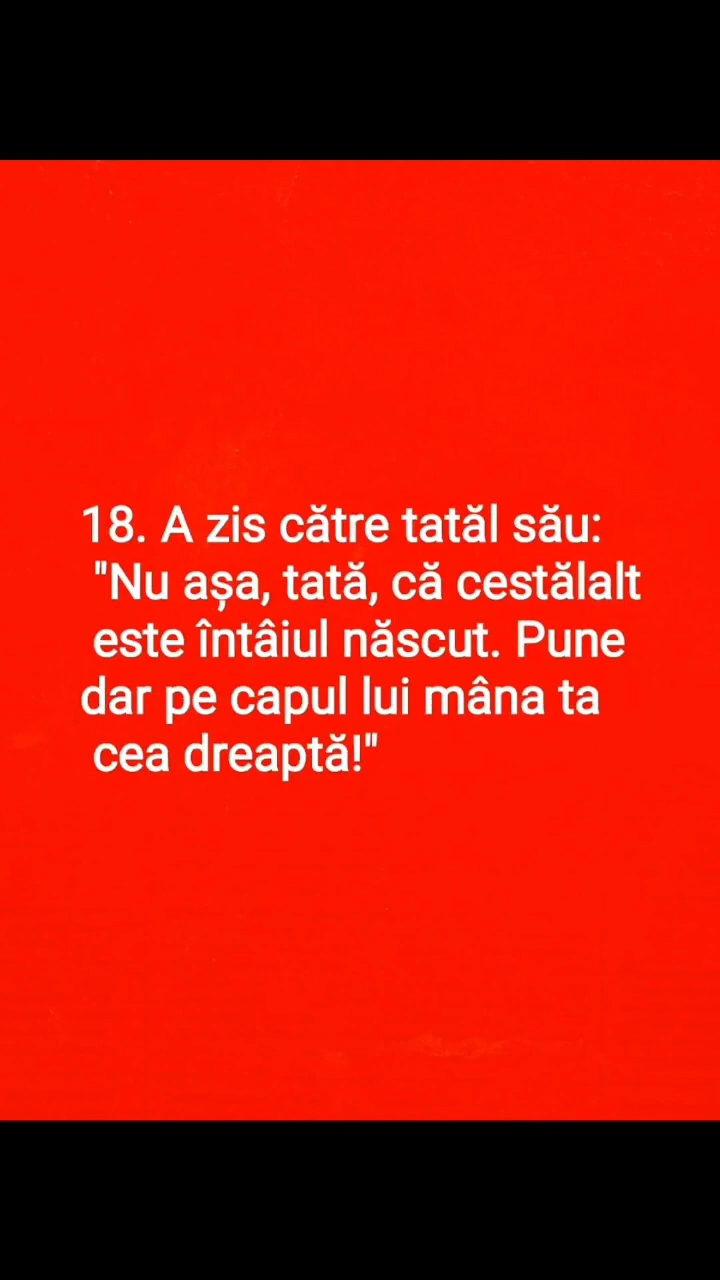 18. A zis către tatăl său:
"Nu așa, tată, că cestălalt
este întâiul născut. Pune
dar pe capul lui mâna ta
cea dreaptă!"